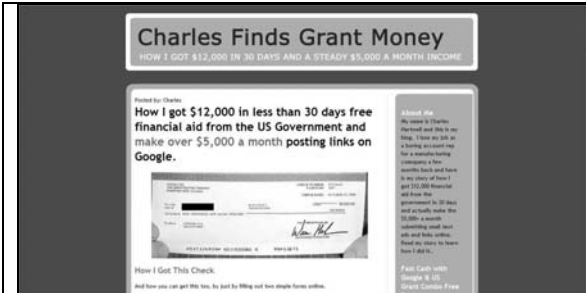 Charles Finds Grant Money
HOW I GOT $12,000 IN 30 DAYS AND A STEADY $5,000 A MONTH INCOME
Posted by: Charles
How I got $12,000 in less than 30 days free
financial aid from the US Government and
make over $5,000 a month posting links on
Google.
How I Got This Check
And how you can get this too, by just by filling out two simple forms online.
About Me
My name is Charles
and this is my
blog. I lose my job as
a boring account rep
for a manufacturing
company a few
months back and here
is my story of how I
got $12,000 financial
aid from the
government in 30 days
and actually make the
$5,000+ a month
submitting small text
ads and links online.
Read my story to learn
how I did it..
Fast Cash with
Google & US
Grant Combo Free